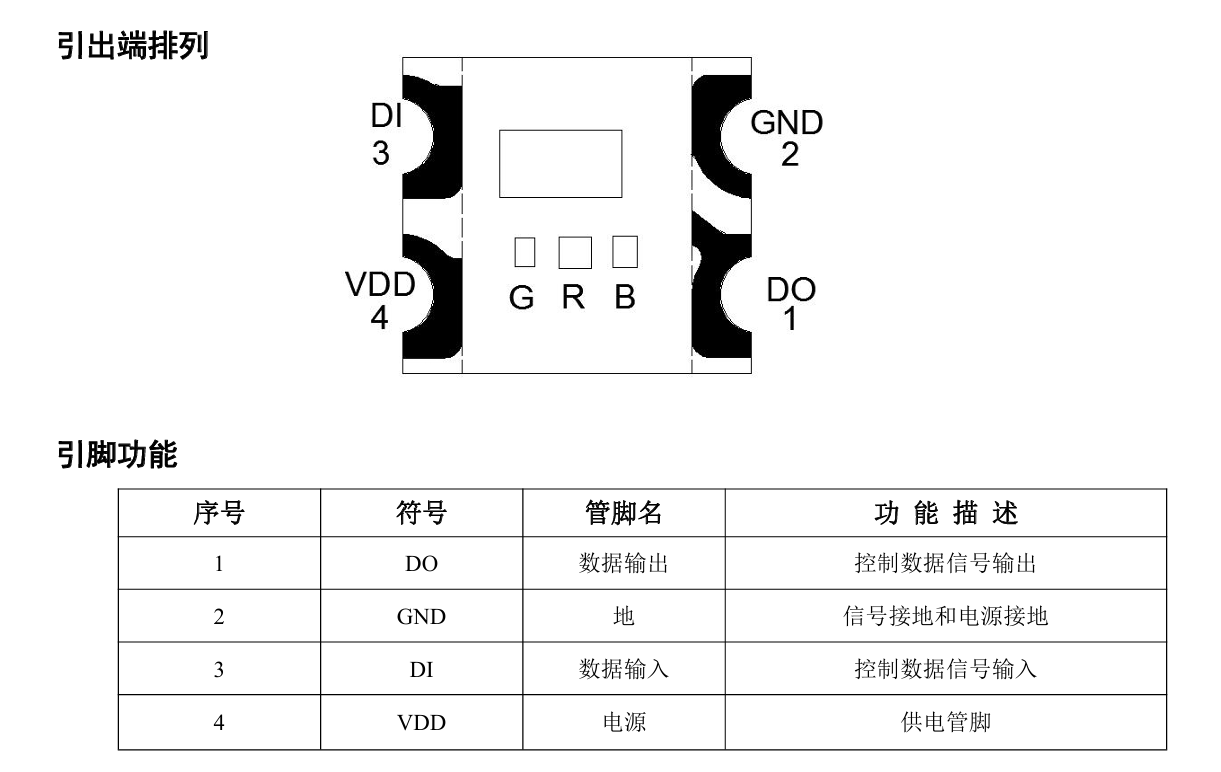 引出端排列
DI
3
GND
2
VDD
4
DO
1
G R B
引脚功能
序号 符号 管脚名 功 能 描 述
1 DO 数据输出 控制数据信号输出
2 GND 地 信号接地和电源接地
3 DI 数据输入 控制数据信号输入
4 VDD 电源 供电管脚